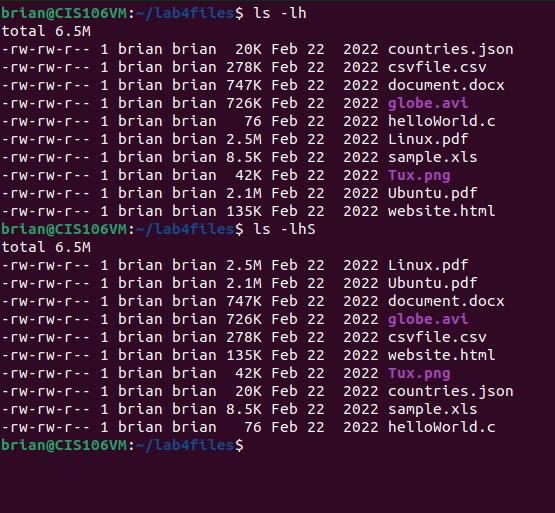 brian@CIS106VM:~/lab4files$ ls -lh
total 6.5M
-rw-rw-r-- 1 brian brian  20K Feb 22  2022 countries.json
-rw-rw-r-- 1 brian brian 278K Feb 22  2022 csvfile.csv
-rw-rw-r-- 1 brian brian 747K Feb 22  2022 document.docx
-rw-rw-r-- 1 brian brian 726K Feb 22  2022 globe.avi
-rw-rw-r-- 1 brian brian   76 Feb 22  2022 helloWorld.c
-rw-rw-r-- 1 brian brian 2.5M Feb 22  2022 Linux.pdf
-rw-rw-r-- 1 brian brian 8.5K Feb 22  2022 sample.xls
-rw-rw-r-- 1 brian brian  42K Feb 22  2022 Tux.png
-rw-rw-r-- 1 brian brian 2.1M Feb 22  2022 Ubuntu.pdf
-rw-rw-r-- 1 brian brian 135K Feb 22  2022 website.html
brian@CIS106VM:~/lab4files$ ls -lhS
total 6.5M
-rw-rw-r-- 1 brian brian 2.5M Feb 22  2022 Linux.pdf
-rw-rw-r-- 1 brian brian 2.1M Feb 22  2022 Ubuntu.pdf
-rw-rw-r-- 1 brian brian 747K Feb 22  2022 document.docx
-rw-rw-r-- 1 brian brian 726K Feb 22  2022 globe.avi
-rw-rw-r-- 1 brian brian 278K Feb 22  2022 csvfile.csv
-rw-rw-r-- 1 brian brian 135K Feb 22  2022 website.html
-rw-rw-r-- 1 brian brian  42K Feb 22  2022 Tux.png
-rw-rw-r-- 1 brian brian  20K Feb 22  2022 countries.json
-rw-rw-r-- 1 brian brian 8.5K Feb 22  2022 sample.xls
-rw-rw-r-- 1 brian brian   76 Feb 22  2022 helloWorld.c
brian@CIS106VM:~/lab4files$